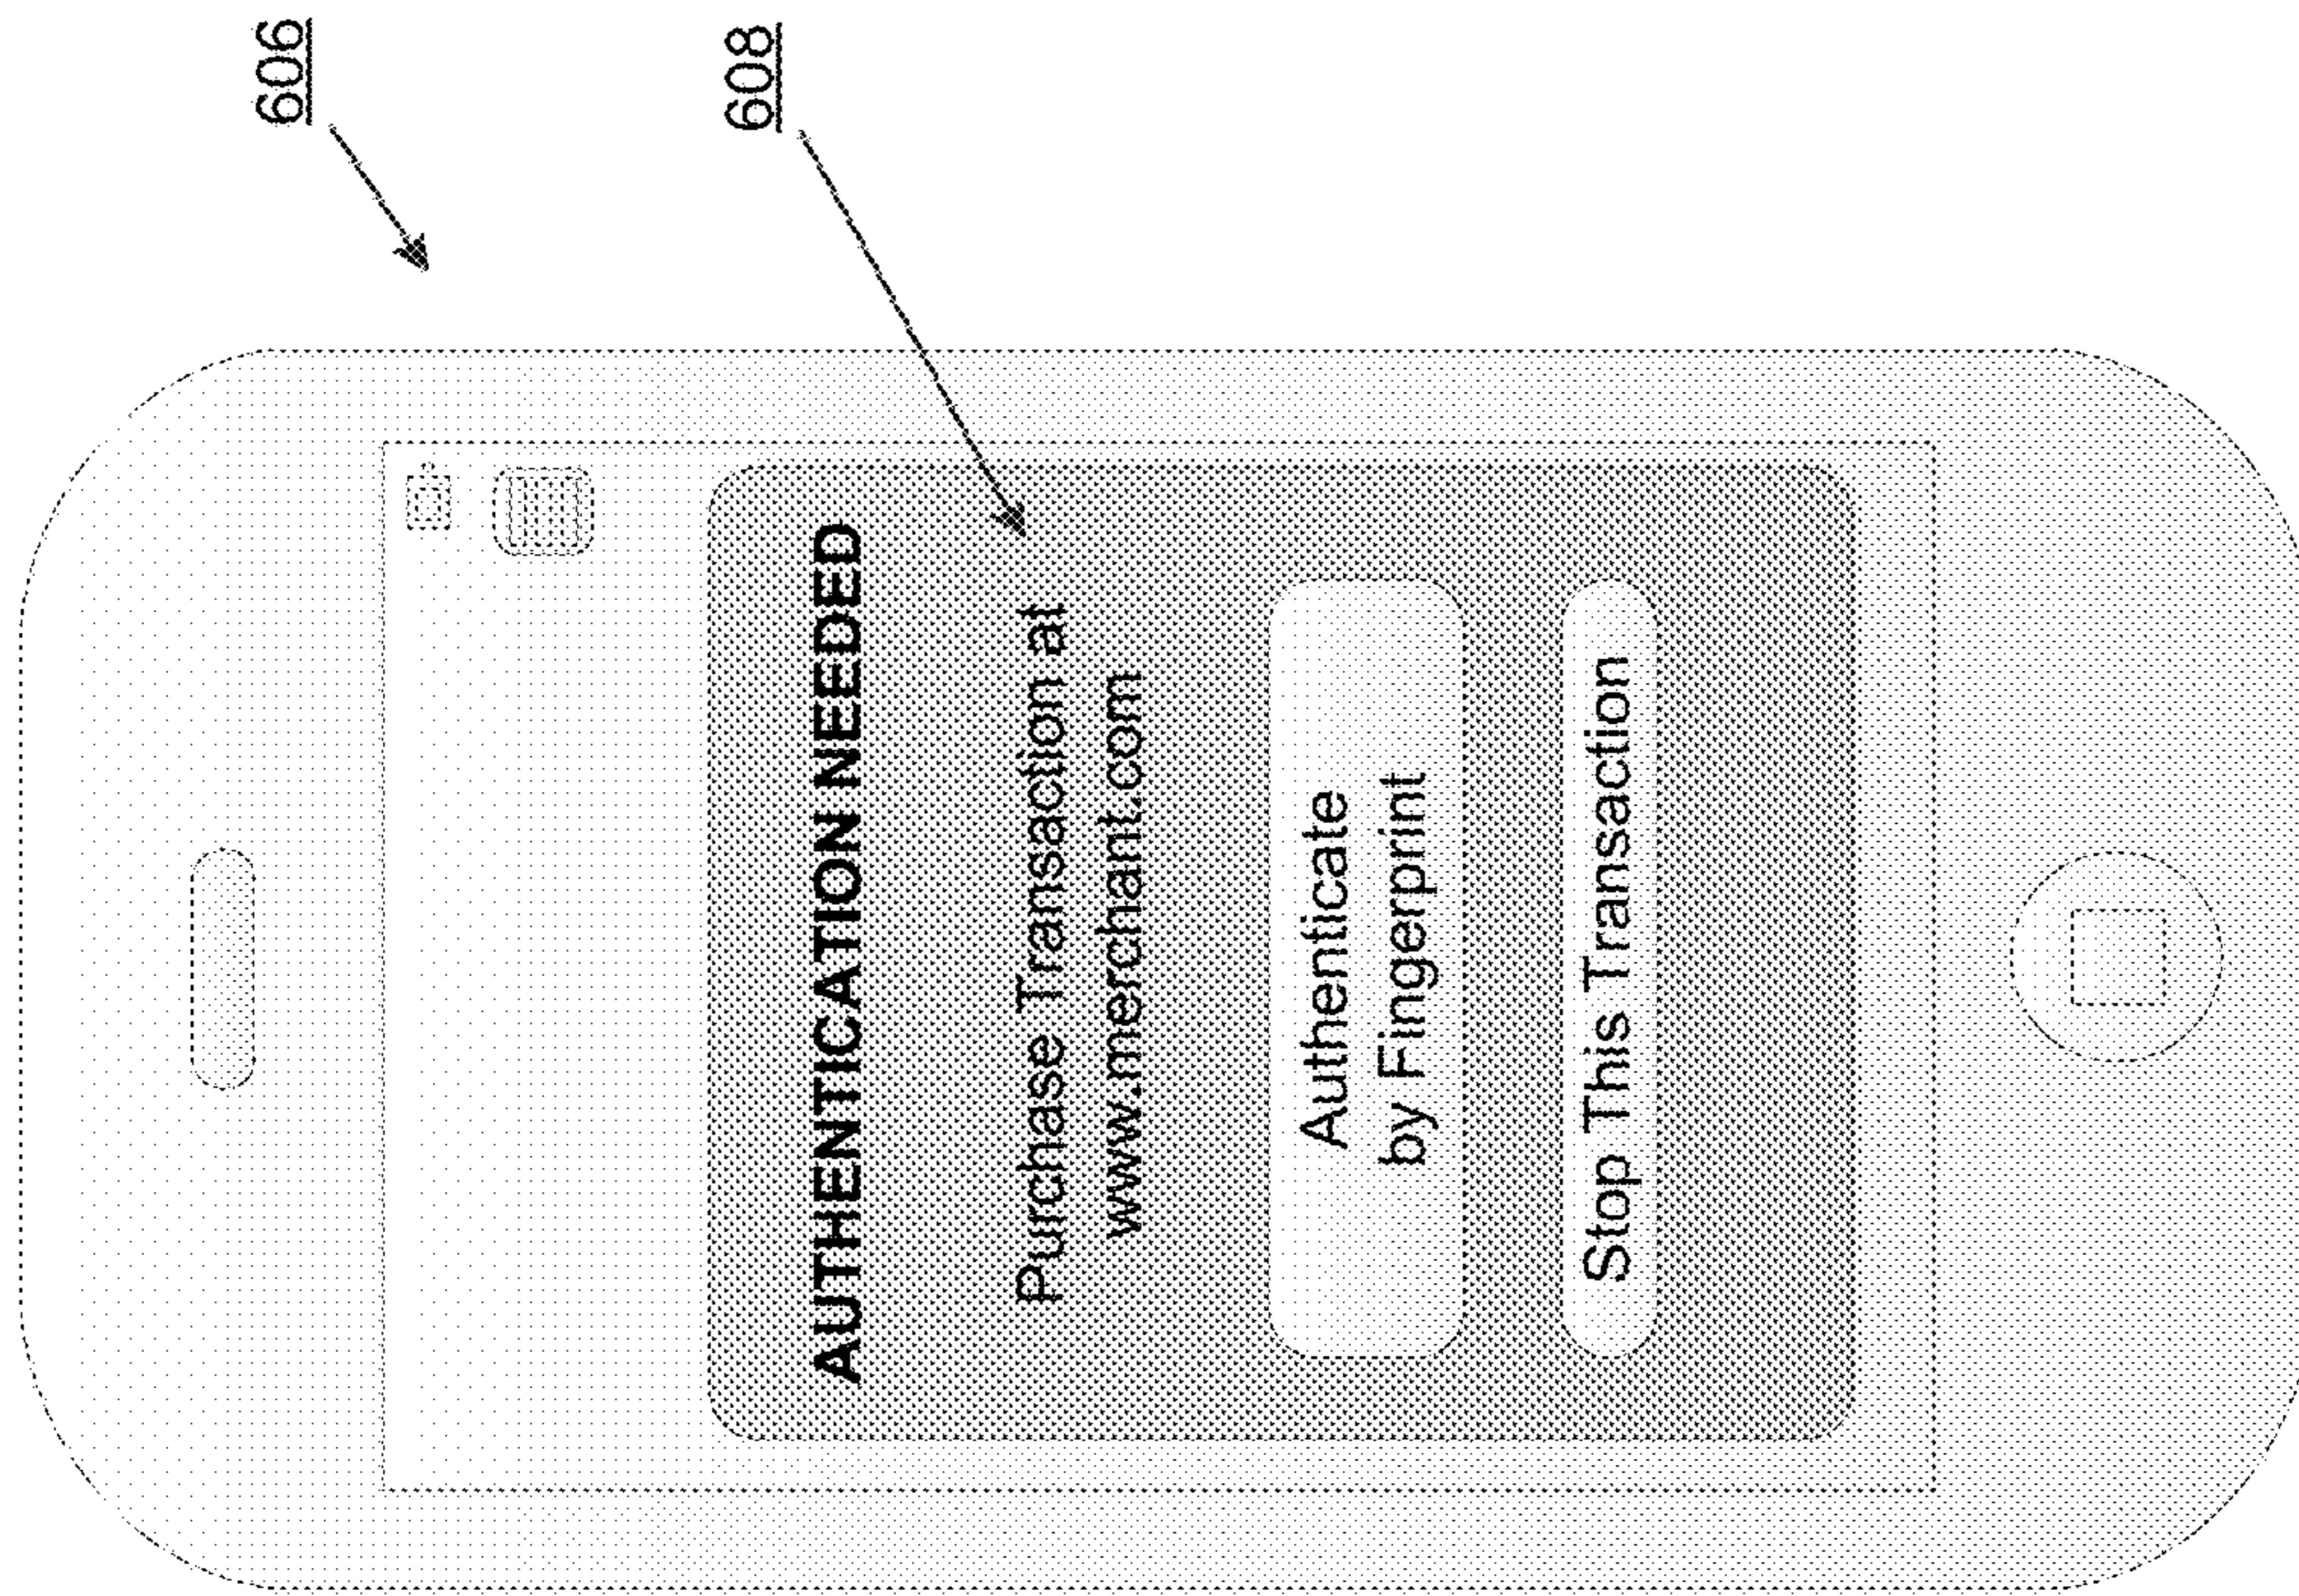 606
608
AUTHENTICATION NEEDED
Purchase Transaction at
www.merchant.com
Authenticate
by Fingerprint
Stop This Transaction